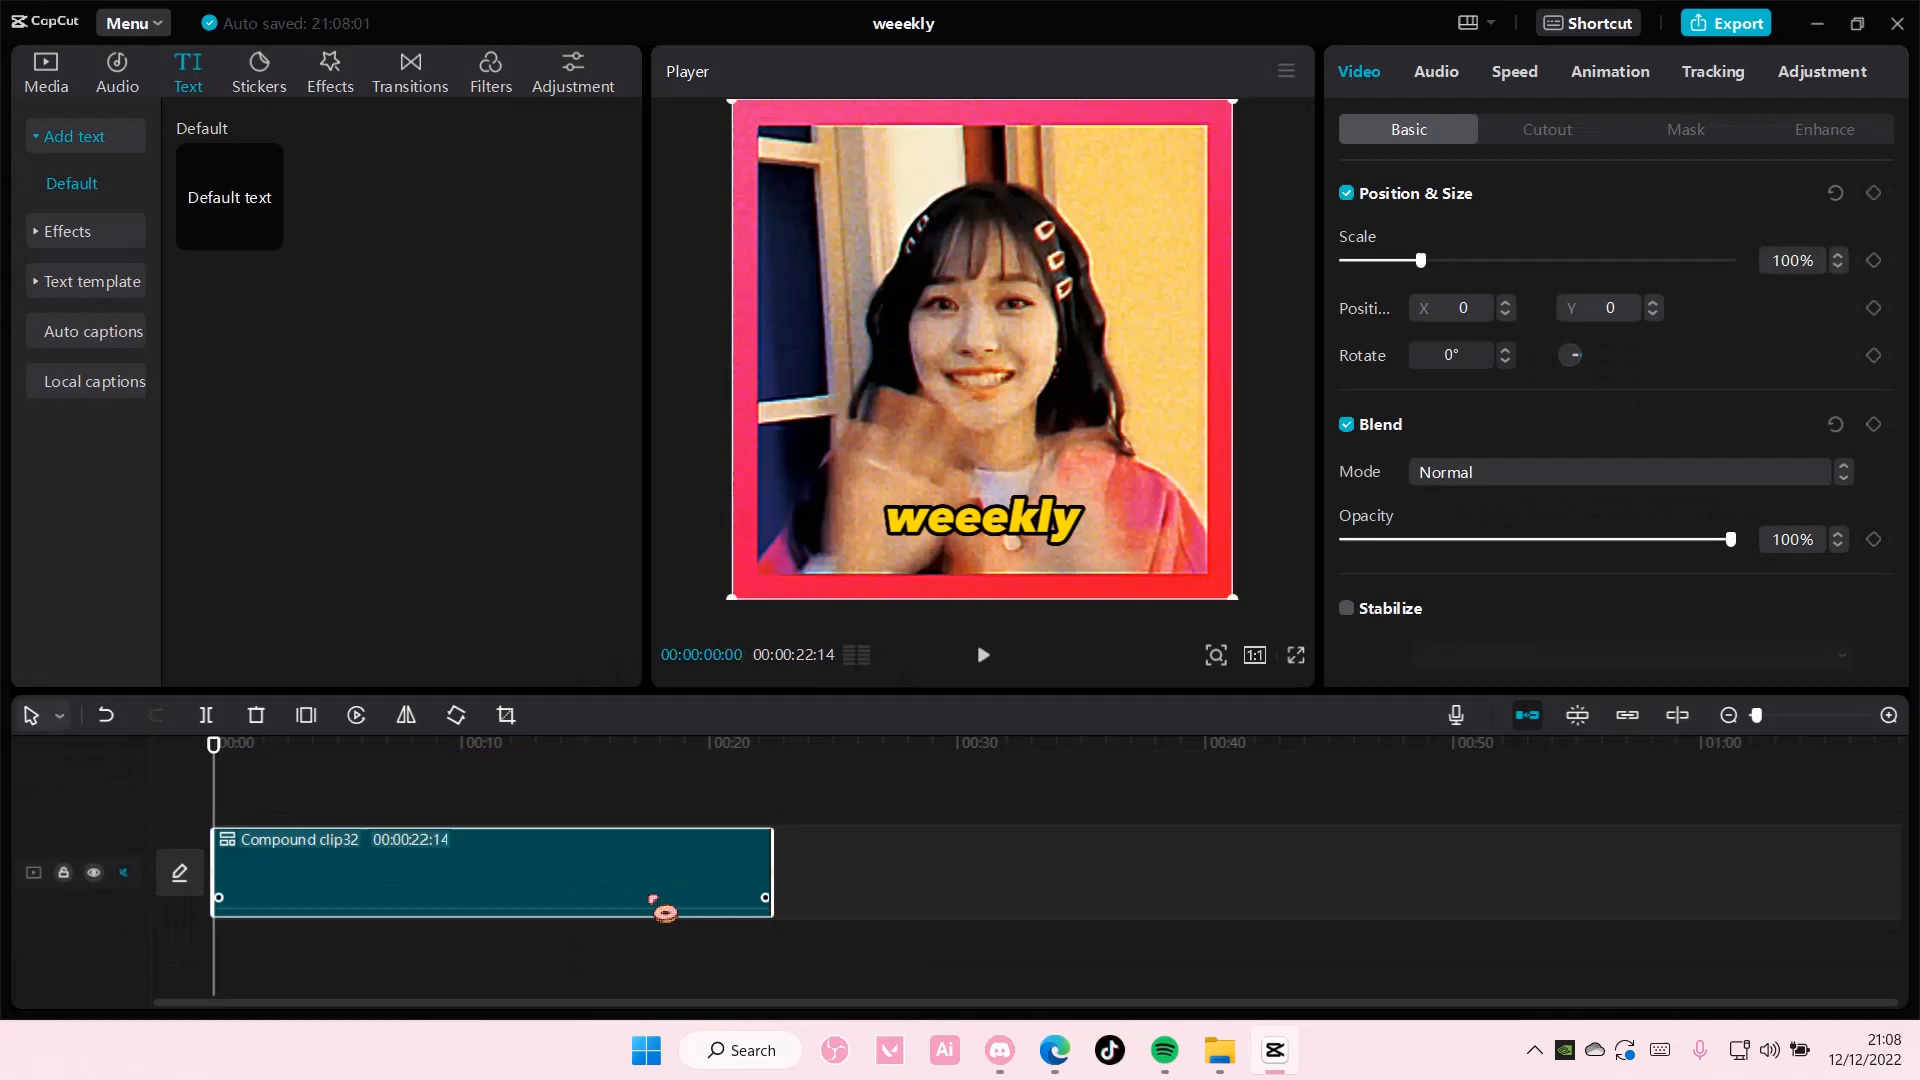 CapCut Menu Auto saved: 21:08:01 weeekly Shortcut Export
Media Audio TI Text Stickers Effects Transitions Filters Adjustment
Add text
Default
Effects
Text template
Auto captions
Local captions
Default
Default text
Player
weeekly
00:00:00:00 00:00:22:14
1:1
Video Audio Speed Animation Tracking Adjustment
Basic Cutout Mask Enhance
Position & Size
Scale
100%
Positi... X 0 Y 0
Rotate 0°
Blend
Mode Normal
Opacity
100%
Stabilize
00:00 00:10 00:20 00:30 00:40 00:50 01:00
Compound clip32 00:00:22:14
Search
Ai
21:08
12/12/2022